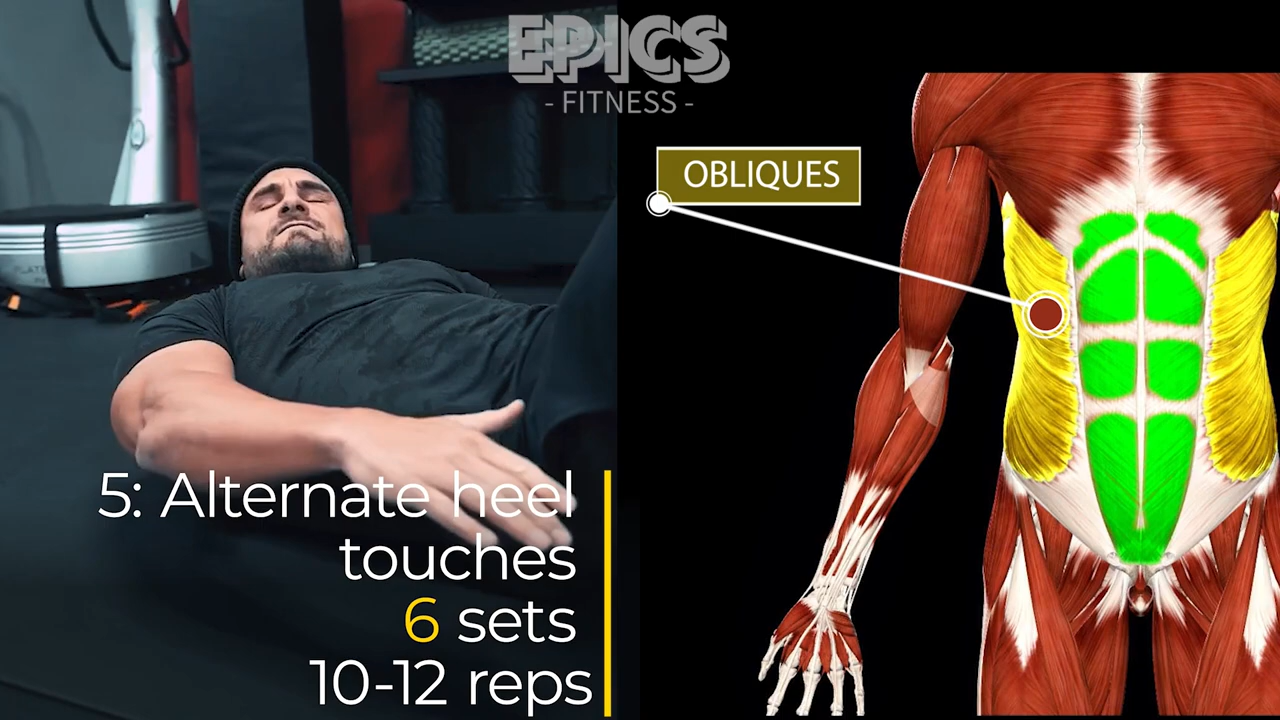 EPICS
- FITNESS -
OBLIQUES
5: Alternate heel
touches
6 sets
10-12 reps